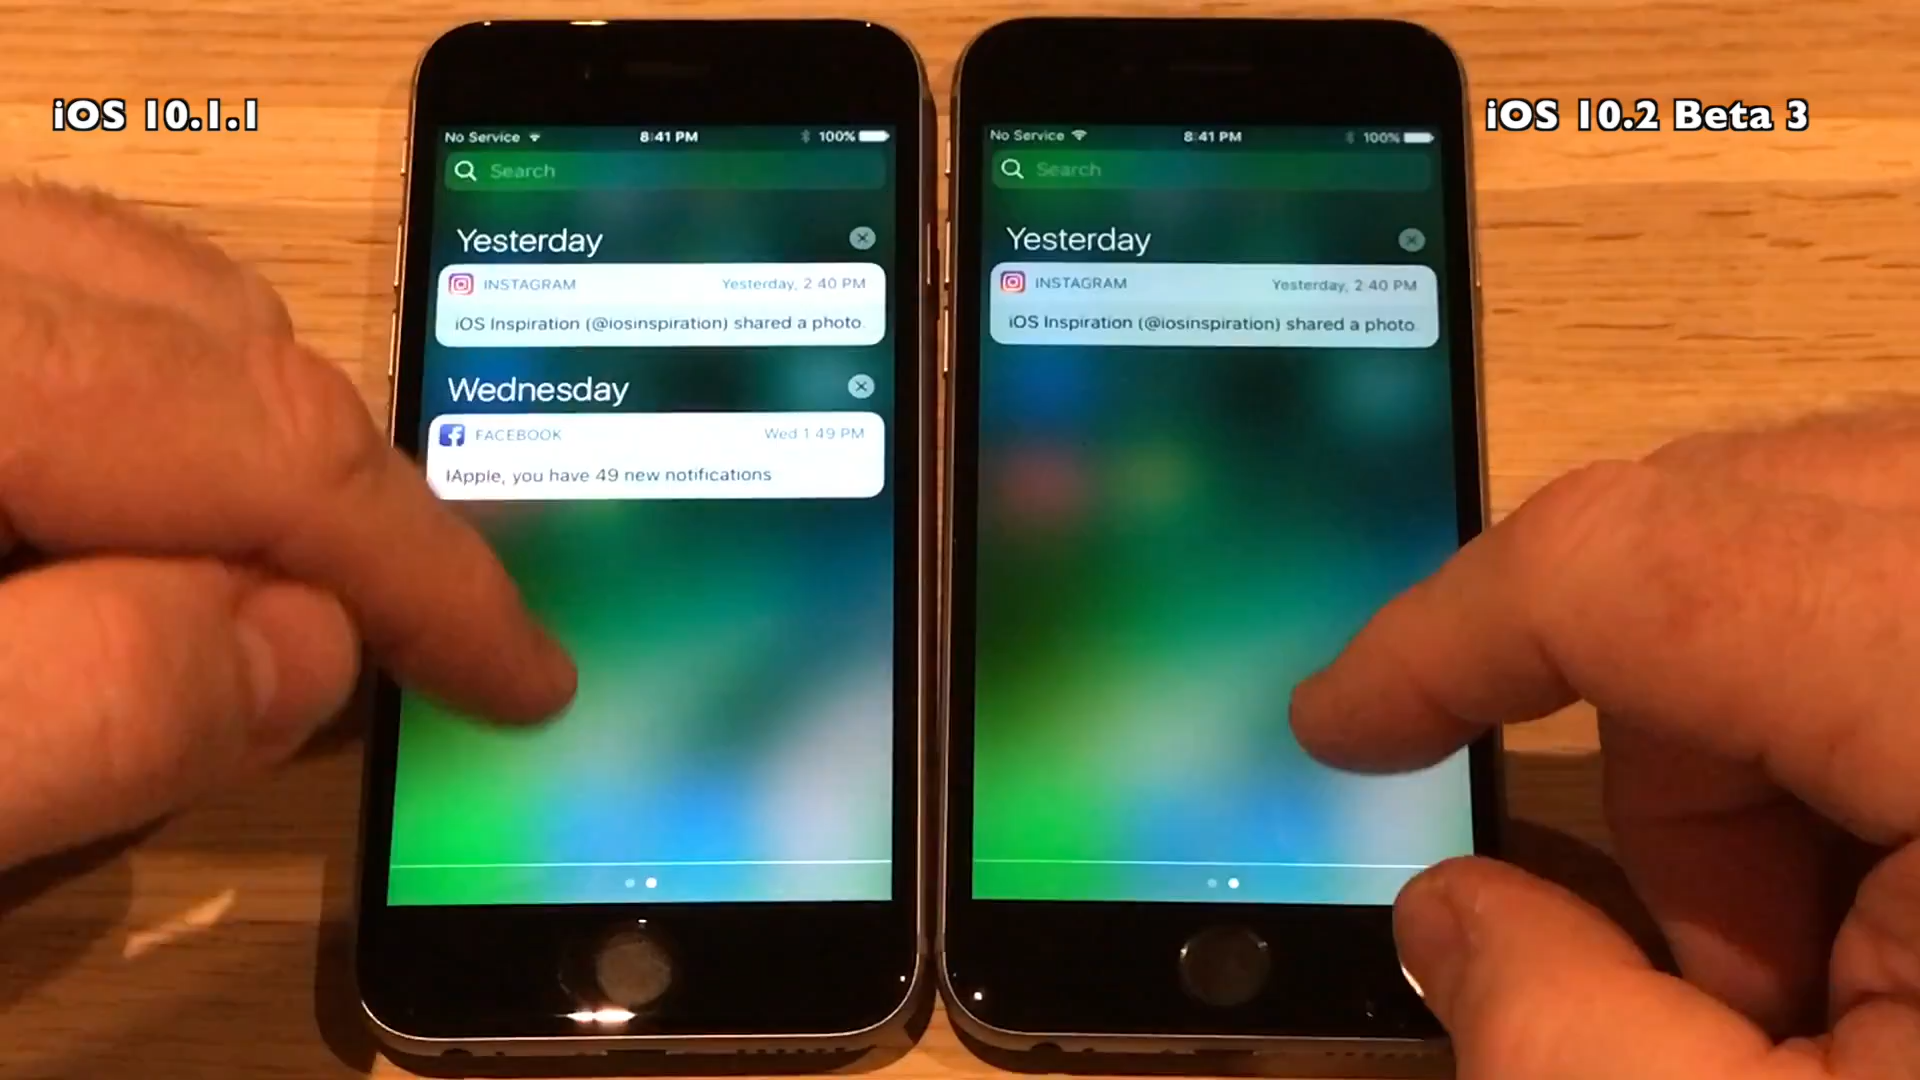 iOS 10.1.1
iOS 10.2 Beta 3
No Service 8:41 PM 100%
Search
Yesterday
INSTAGRAM Yesterday, 2:40 PM
iOS Inspiration (@iosinspiration) shared a photo.
Wednesday
FACEBOOK Wed 1:49 PM
IApple, you have 49 new notifications
No Service 8:41 PM 100%
Search
Yesterday
INSTAGRAM Yesterday, 2:40 PM
iOS Inspiration (@iosinspiration) shared a photo